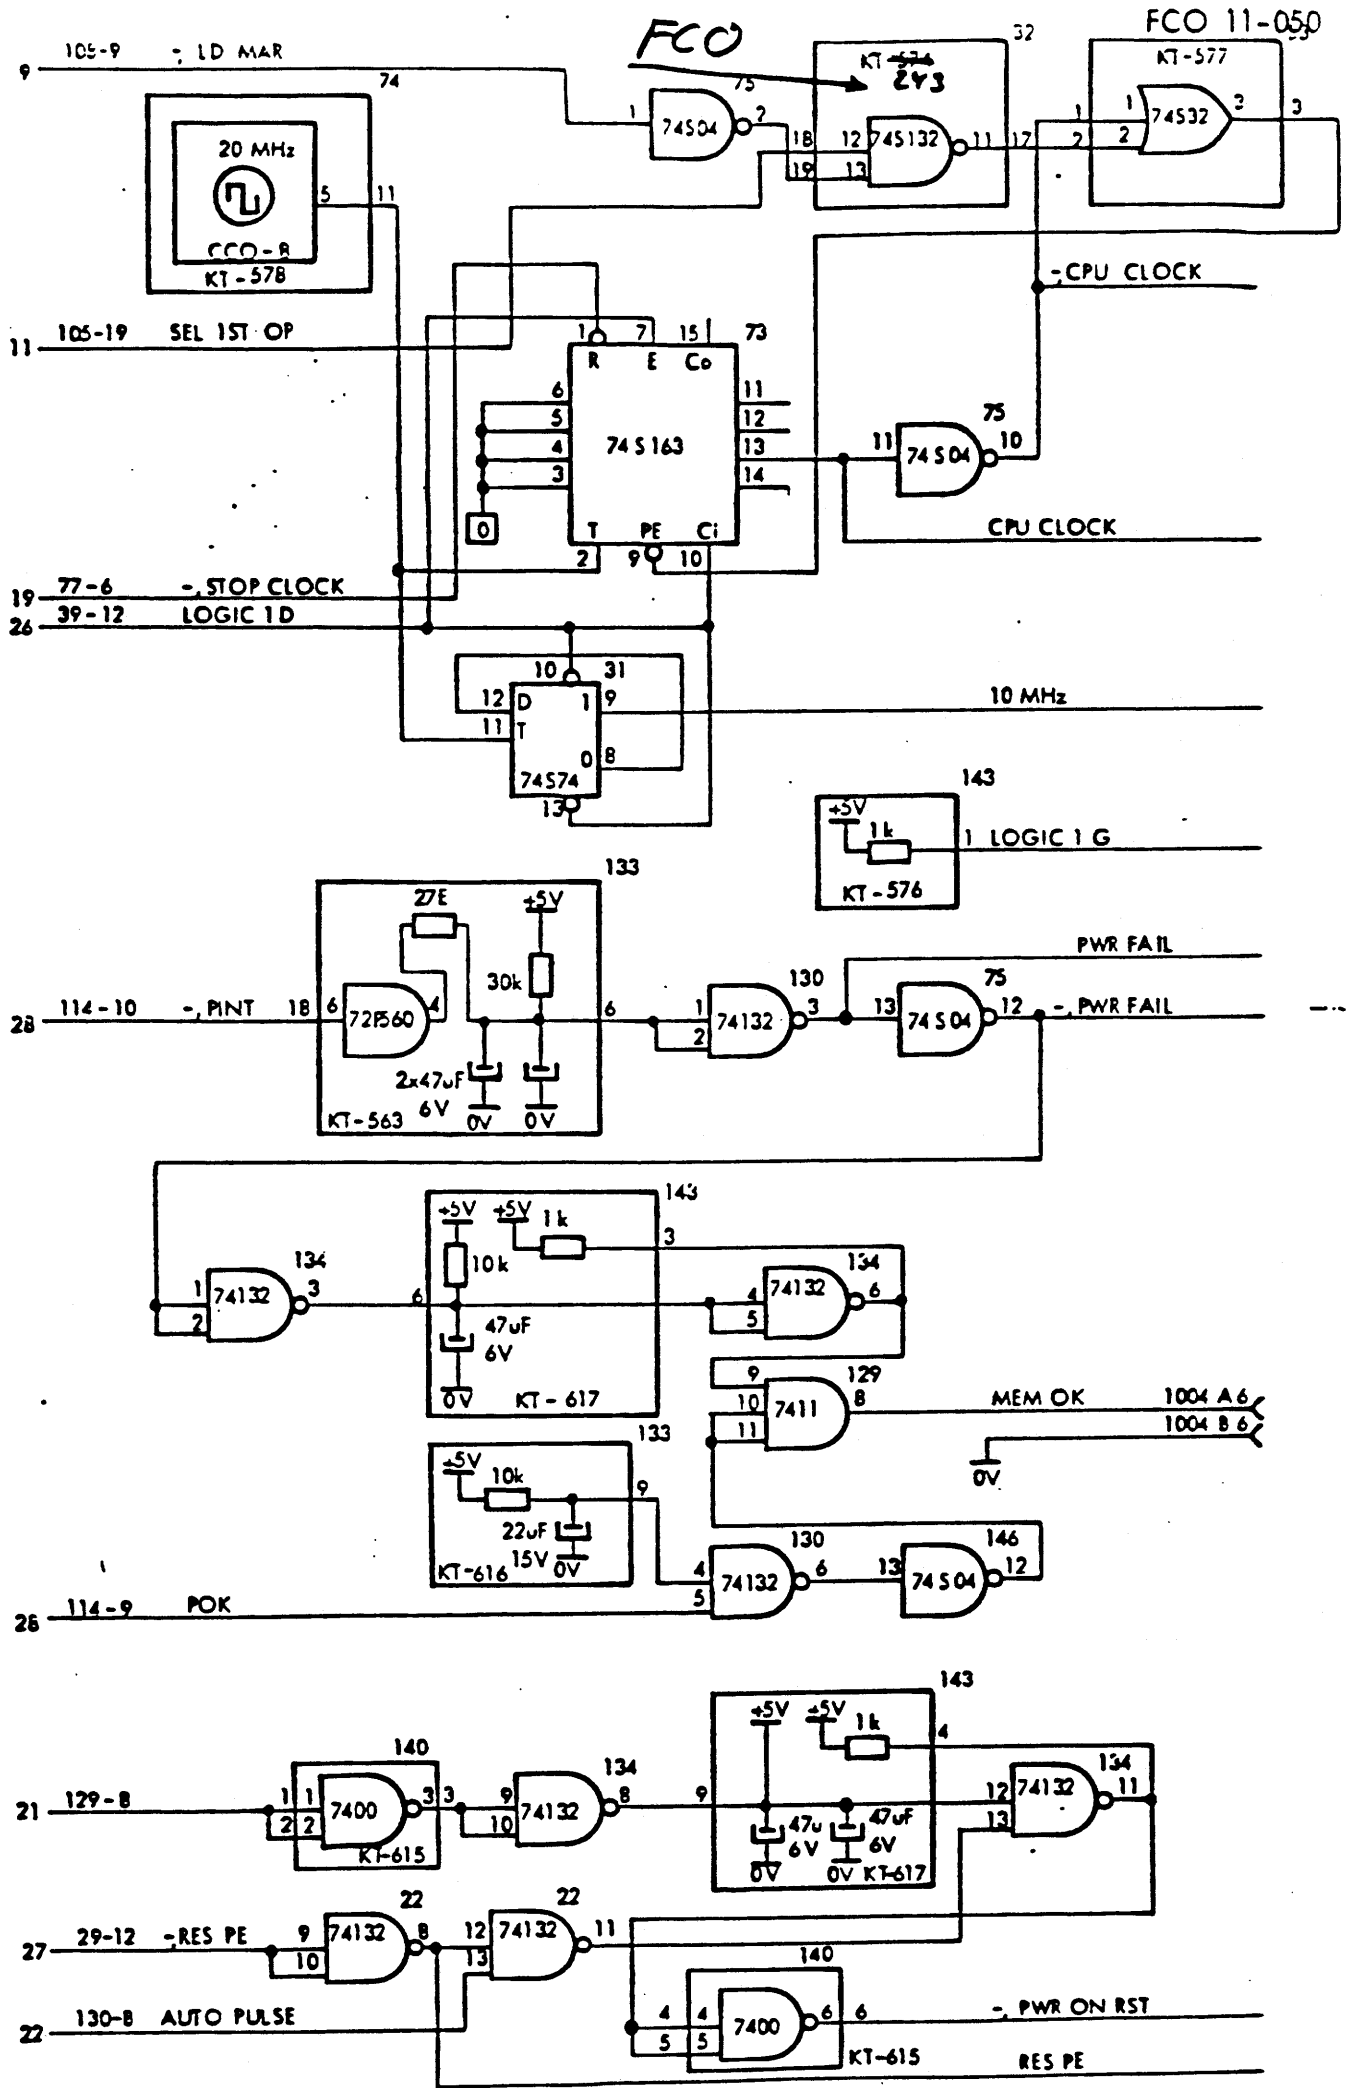 FCO 11-050
FCO
105-9 -, LD MAR
9
74
75
32
KT-574
243
KT-577
1 74S04 2
18 12 74S132 11 17
19 13
1 1 74S32 3 3
2 2
20 MHz
5 11
CCO-8
KT-578
-,CPU CLOCK
11 105-19 SEL 1ST OP
1 7 15 73
R E Co
6 11
5 12
4 74S163 13
3 14
0
T PE Ci
2 9 10
75
11 74S04 10
CPU CLOCK
19 77-6 -,STOP CLOCK
26 39-12 LOGIC 1D
10 31
12 D 1 9
11 T
0 8
74S74
13
10 MHz
143
+5V
1k
1 LOGIC 1 G
KT-576
133
27E
+5V
30k
28 114-10 -,PINT 18 6 72P560 4 6
2x47uF
6V 0V 0V
KT-563
130
1 74132 3
2
PWR FAIL
75
13 74S04 12 -,PWR FAIL
143
+5V +5V 1k
3
10k
134
1 74132 3
2
6
47uF
6V
0V
KT-617
134
4 74132 6
5
129
9
10 7411 8
11
MEM OK 1004 A6
1004 B6
0V
133
+5V
10k
9
22uF
15V 0V
KT-616
130
4 74132 6
5
146
13 74S04 12
28 114-9 POK
143
+5V +5V
1k 4
140
21 129-8 1 1 7400 3 3
2 2
KT-615
134
9 74132 8
10
9
47u 47uF
6V 6V
0V 0V KT-617
134
12 74132 11
13
22
27 29-12 -,RES PE 9 74132 8
10
22
12 74132 11
13
22 130-8 AUTO PULSE
140
4 4 7400 6 6 -, PWR ON RST
5 5
KT-615
RES PE